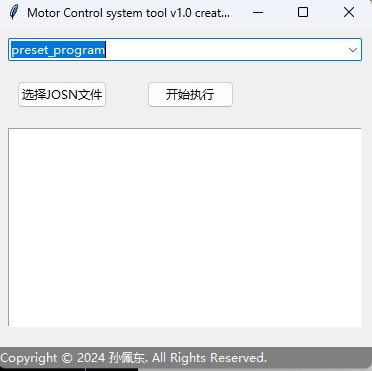 Motor Control system tool v1.0 creat...
preset_program
选择JOSN文件 开始执行
Copyright © 2024 孙佩东. All Rights Reserved.